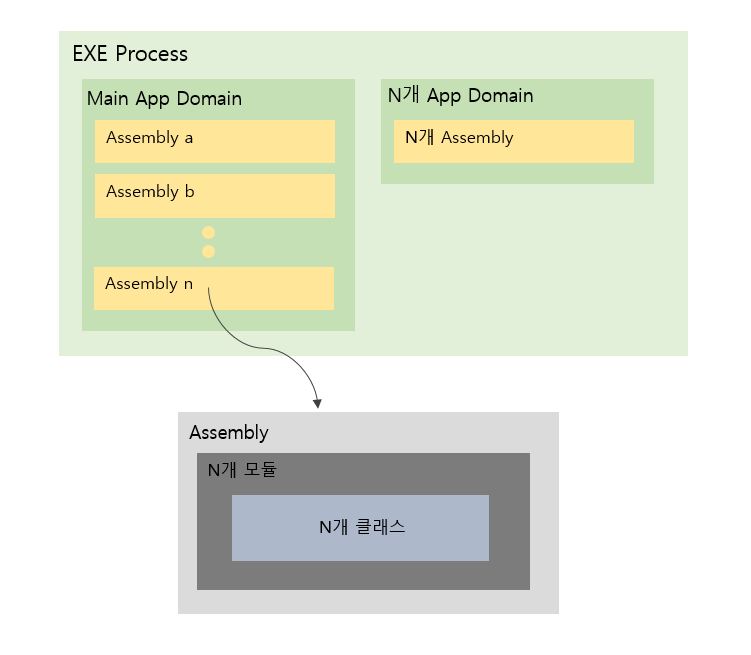 EXE Process
Main App Domain
Assembly a
Assembly b
Assembly n
N개 App Domain
N개 Assembly
Assembly
N개 모듈
N개 클래스